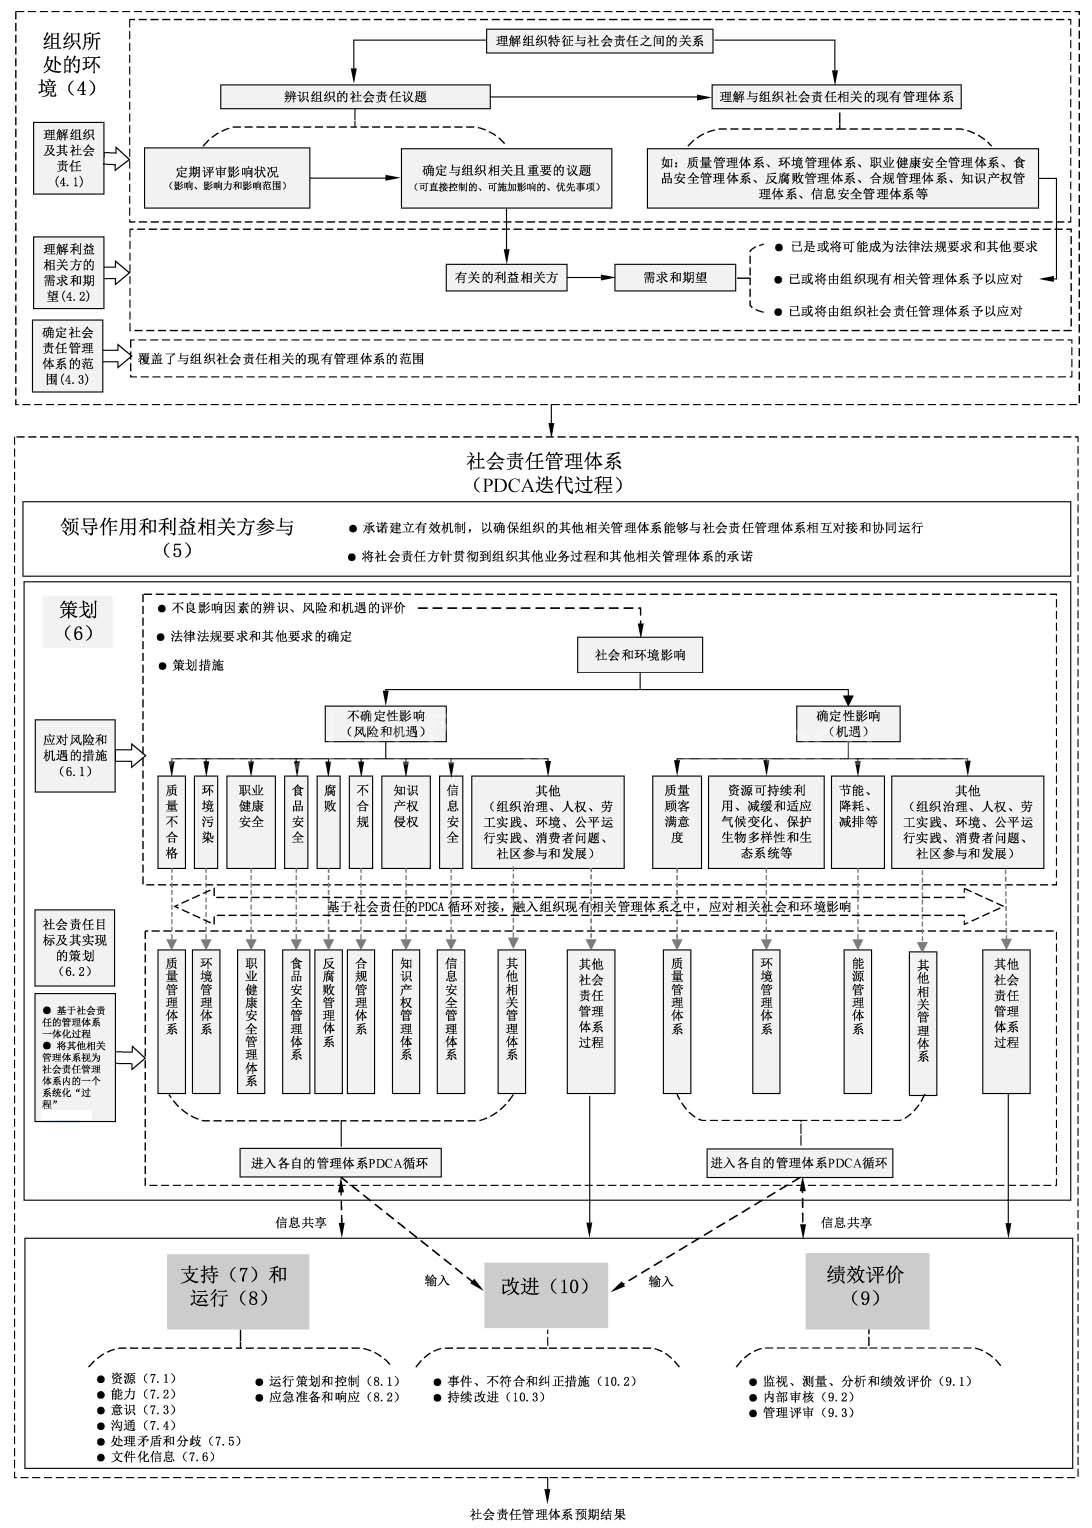 组织所
处的环
境（4）
理解组织特征与社会责任之间的关系
辨识组织的社会责任议题
理解与组织社会责任相关的现有管理体系
理解组织
及其社会
责任
(4.1)
定期评审影响状况
（影响、影响力和影响范围）
确定与组织相关且重要的议题
（可直接控制的、可施加影响的、优先事项）
如：质量管理体系、环境管理体系、职业健康安全管理体系、食
品安全管理体系、反腐败管理体系、合规管理体系、知识产权管
理体系、信息安全管理体系等
理解利益
相关方的
需求和期
望(4.2)
有关的利益相关方
需求和期望
● 已是或将可能成为法律法规要求和其他要求
● 已或将由组织现有相关管理体系予以应对
● 已或将由组织社会责任管理体系予以应对
确定社会
责任管理
体系的范
围(4.3)
覆盖了与组织社会责任相关的现有管理体系的范围
社会责任管理体系
（PDCA迭代过程）
领导作用和利益相关方参与
（5）
● 承诺建立有效机制，以确保组织的其他相关管理体系能够与社会责任管理体系相互对接和协同运行
● 将社会责任方针贯彻到组织其他业务过程和其他相关管理体系的承诺
策划
（6）
● 不良影响因素的辨识、风险和机遇的评价
● 法律法规要求和其他要求的确定
● 策划措施
社会和环境影响
不确定性影响
（风险和机遇）
确定性影响
（机遇）
应对风险和
机遇的措施
（6.1）
质量不合格
环境污染
职业
健康
安全
食品安全
腐败
不合规
知识
产权
侵权
信息安全
其他
（组织治理、人权、劳
工实践、环境、公平运
行实践、消费者问题、
社区参与和发展）
质量
顾客
满意
度
资源可持续利
用、减缓和适应
气候变化、保护
生物多样性和生
态系统等
节能、
降耗、
减排等
其他
（组织治理、人权、劳
工实践、环境、公平运
行实践、消费者问题、
社区参与和发展）
基于社会责任的PDCA 循环对接，融入组织现有相关管理体系之中，应对相关社会和环境影响
社会责任目
标及其实现
的策划
（6.2）
● 基于社会责
任的管理体系
一体化过程
● 将其他相关
管理体系视为
社会责任管理
体系内的一个
系统化“过
程”
质量管理体系
环境管理体系
职业健康安全管理体系
食品安全管理体系
反腐败管理体系
合规管理体系
知识产权管理体系
信息安全管理体系
其他相关管理体系
其他
社会
责任
管理
体系
过程
质量管理体系
环境管理体系
能源管理体系
其他相关管理体系
其他
社会
责任
管理
体系
过程
进入各自的管理体系PDCA循环
进入各自的管理体系PDCA循环
信息共享
信息共享
输入
输入
支持（7）和
运行（8）
改进（10）
绩效评价
（9）
● 资源（7.1）
● 能力（7.2）
● 意识（7.3）
● 沟通（7.4）
● 处理矛盾和分歧（7.5）
● 文件化信息（7.6）
● 运行策划和控制（8.1）
● 应急准备和响应（8.2）
● 事件、不符合和纠正措施（10.2）
● 持续改进（10.3）
● 监视、测量、分析和绩效评价（9.1）
● 内部审核（9.2）
● 管理评审（9.3）
社会责任管理体系预期结果